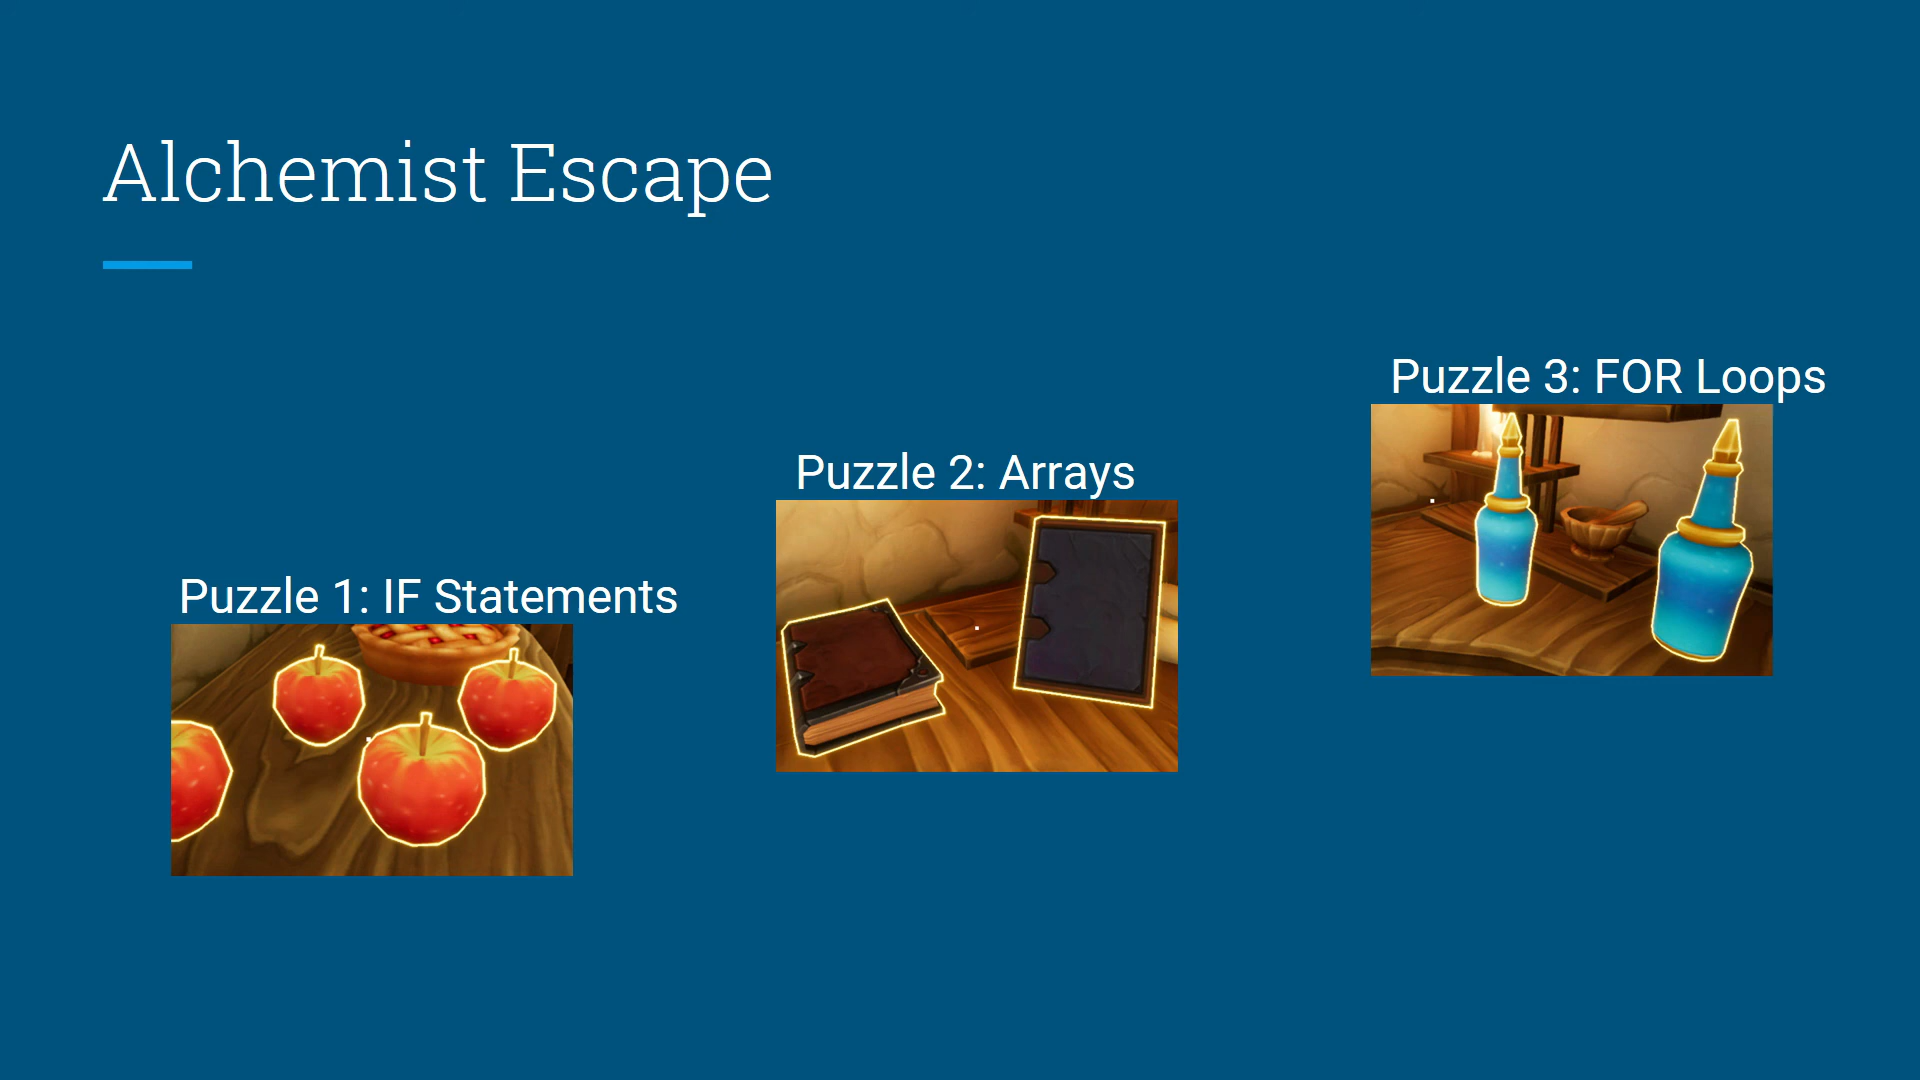 Alchemist Escape
Puzzle 1: IF Statements
Puzzle 2: Arrays
Puzzle 3: FOR Loops